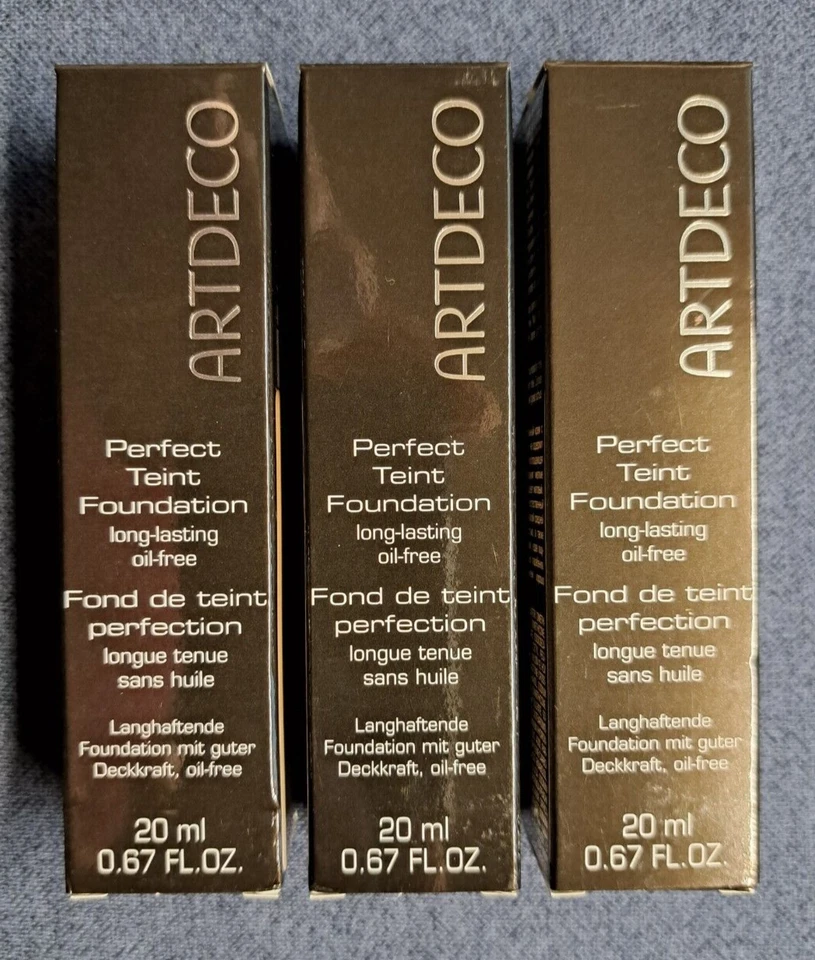 ARTDECO
Perfect
Teint
Foundation
long-lasting
oil-free
Fond de teint
perfection
longue tenue
sans huile
Langhaftende
Foundation mit guter
Deckkraft, oil-free
20 ml
0.67 FL.OZ.
ARTDECO
Perfect
Teint
Foundation
long-lasting
oil-free
Fond de teint
perfection
longue tenue
sans huile
Langhaftende
Foundation mit guter
Deckkraft, oil-free
20 ml
0.67 FL.OZ.
ARTDECO
Perfect
Teint
Foundation
long-lasting
oil-free
Fond de teint
perfection
longue tenue
sans huile
Langhaftende
Foundation mit guter
Deckkraft, oil-free
20 ml
0.67 FL.OZ.